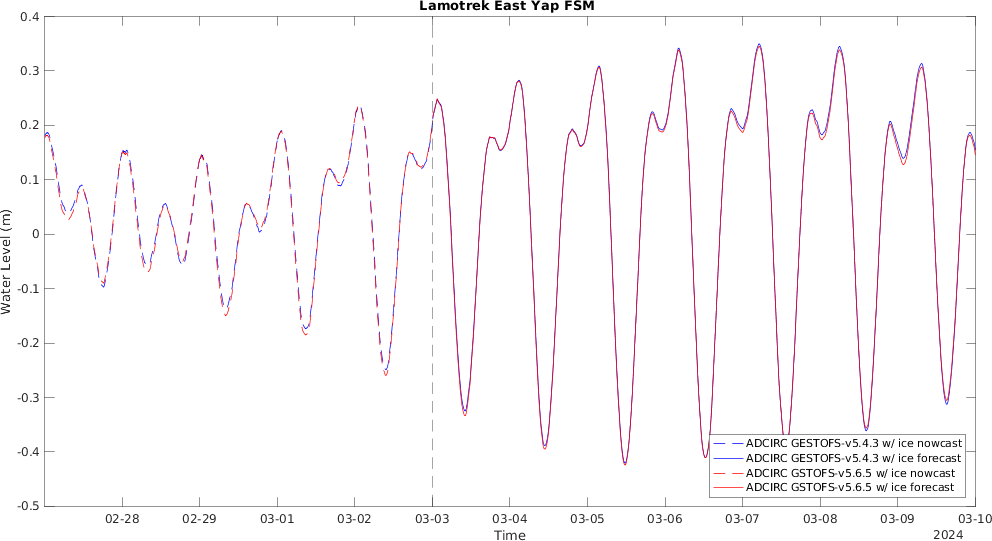 Lamotrek East Yap FSM
0.4
0.3
0.2
0.1
0
-0.1
-0.2
-0.3
-0.4
-0.5
Water Level (m)
ADCIRC GESTOFS-v5.4.3 w/ ice nowcast
ADCIRC GESTOFS-v5.4.3 w/ ice forecast
ADCIRC GSTOFS-v5.6.5 w/ ice nowcast
ADCIRC GSTOFS-v5.6.5 w/ ice forecast
02-28 02-29 03-01 03-02 03-03 03-04 03-05 03-06 03-07 03-08 03-09 03-10
Time 2024